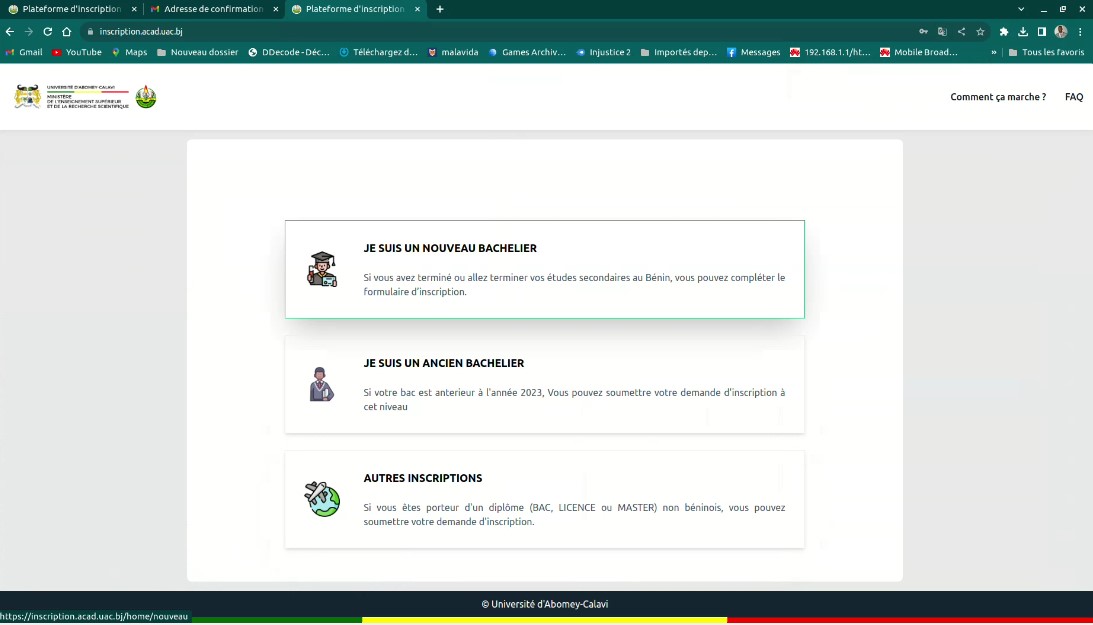 Plateforme d'inscription
Adresse de confirmation
Plateforme d'inscription
inscription.acad.uac.bj
Gmail
YouTube
Maps
Nouveau dossier
DDecode - Déc...
Téléchargez d...
malavida
Games Archiv...
Injustice 2
Importés dep...
Messages
192.168.1.1/ht...
Mobile Broad...
»
Tous les favoris
UNIVERSITÉ D'ABOMEY-CALAVI
MINISTÈRE
DE L'ENSEIGNEMENT SUPÉRIEUR
ET DE LA RECHERCHE SCIENTIFIQUE
Comment ça marche ?
FAQ
JE SUIS UN NOUVEAU BACHELIER
Si vous avez terminé ou allez terminer vos études secondaires au Bénin, vous pouvez compléter le
formulaire d'inscription.
JE SUIS UN ANCIEN BACHELIER
Si votre bac est anterieur à l'année 2023, Vous pouvez soumettre votre demande d'inscription à
cet niveau
AUTRES INSCRIPTIONS
Si vous êtes porteur d'un diplôme (BAC, LICENCE ou MASTER) non béninois, vous pouvez
soumettre votre demande d'inscription.
© Université d'Abomey-Calavi
https://inscription.acad.uac.bj/home/nouveau